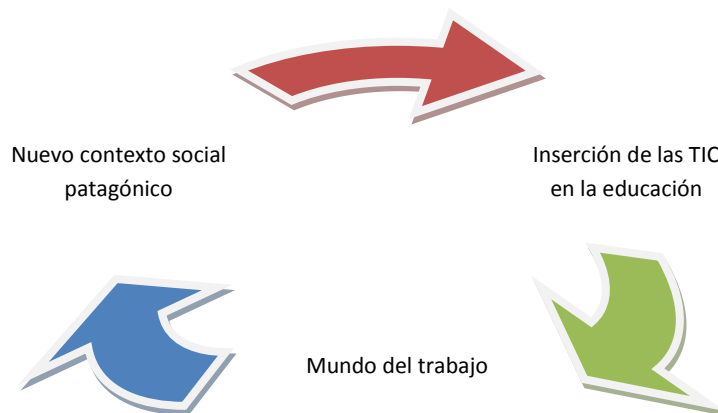 Nuevo contexto social
patagónico
Inserción de las TIC
en la educación
Mundo del trabajo